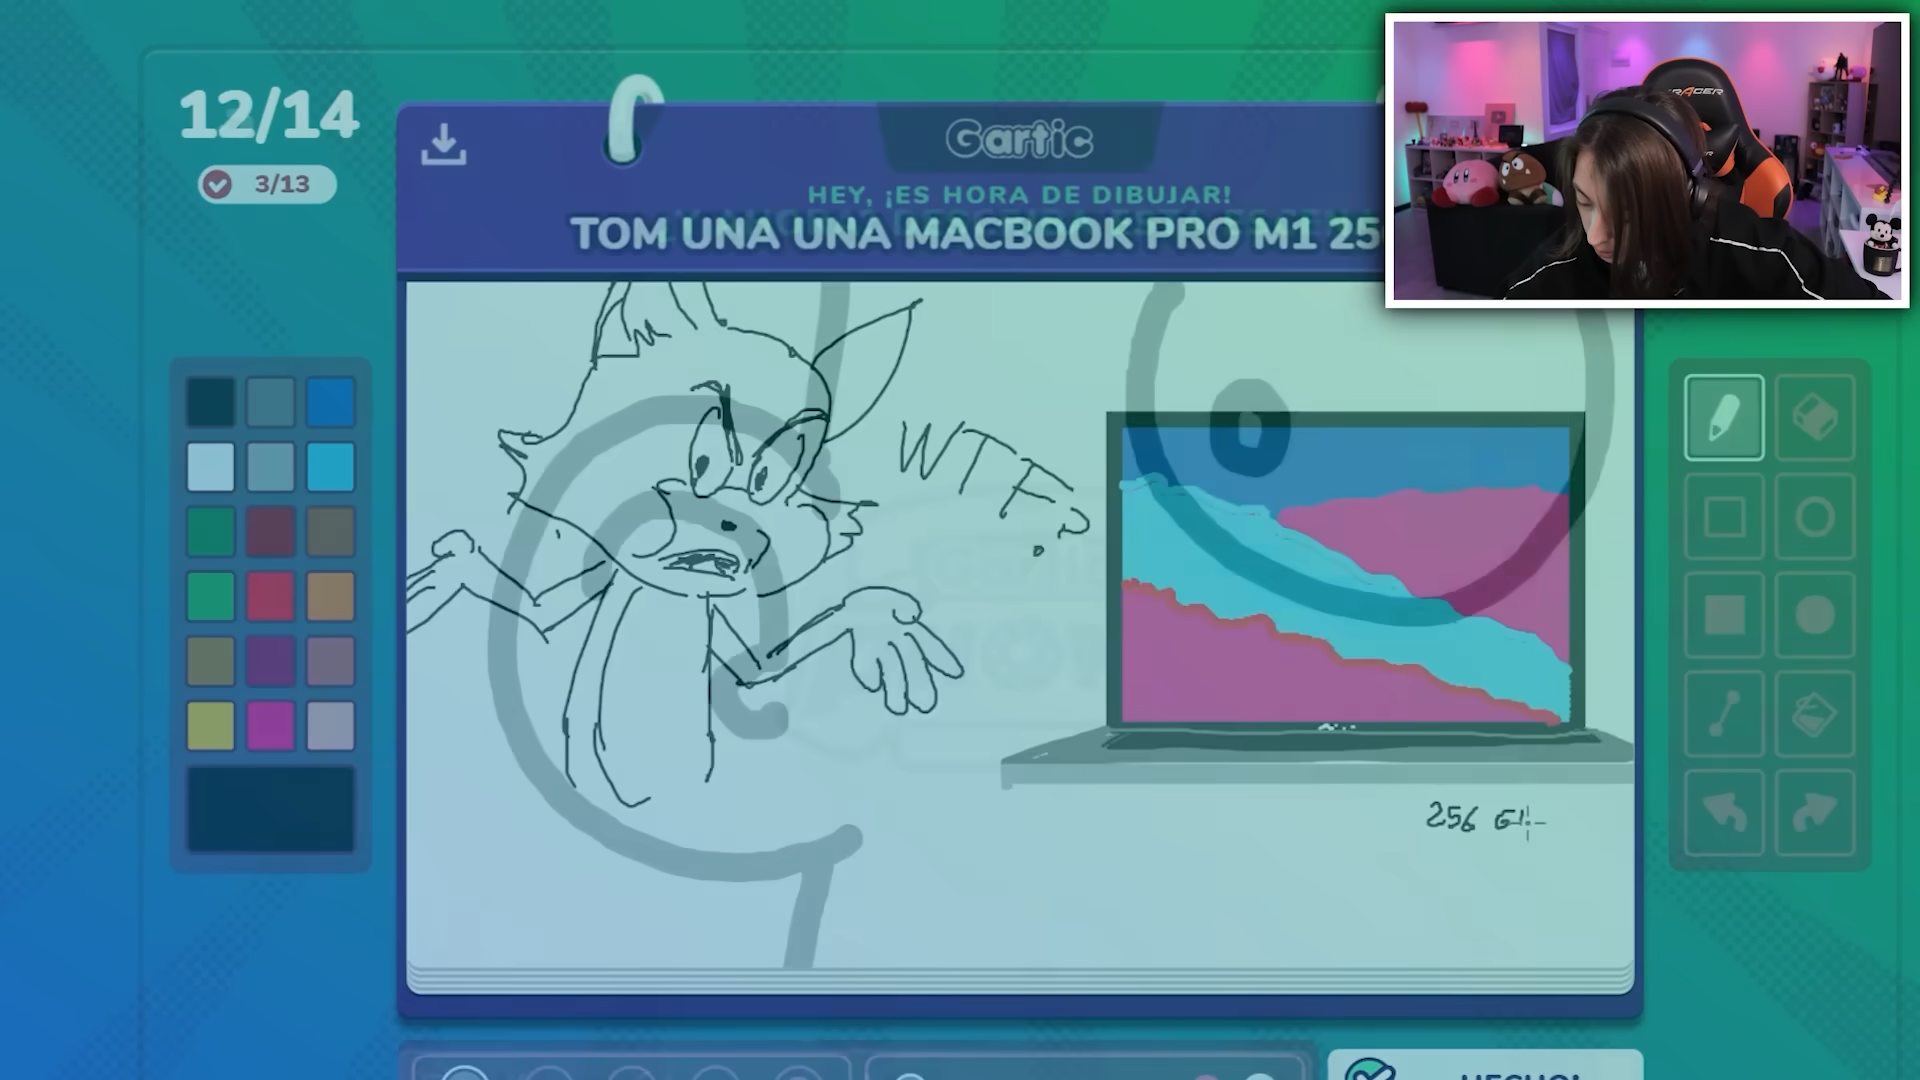 12/14
3/13
Gartic
HEY, ¡ES HORA DE DIBUJAR!
TOM UNA UNA MACBOOK PRO M1 25
WTF?
256 G